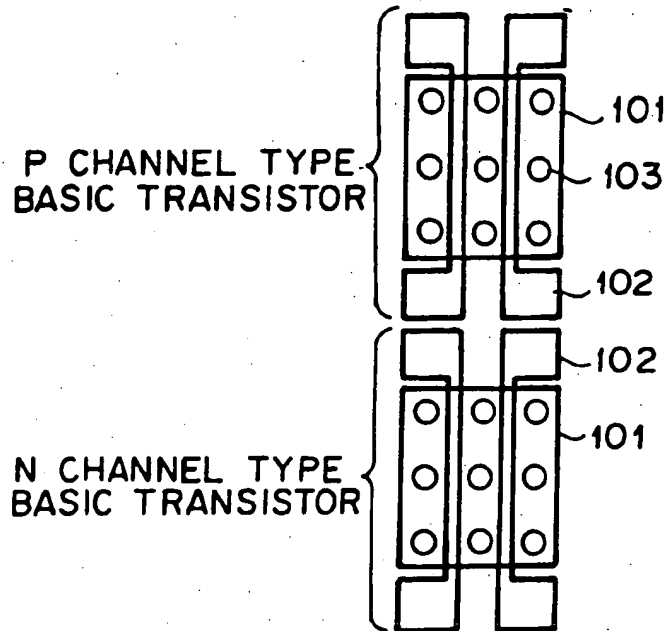 101
P CHANNEL TYPE
BASIC TRANSISTOR
103
102
102
101
N CHANNEL TYPE
BASIC TRANSISTOR